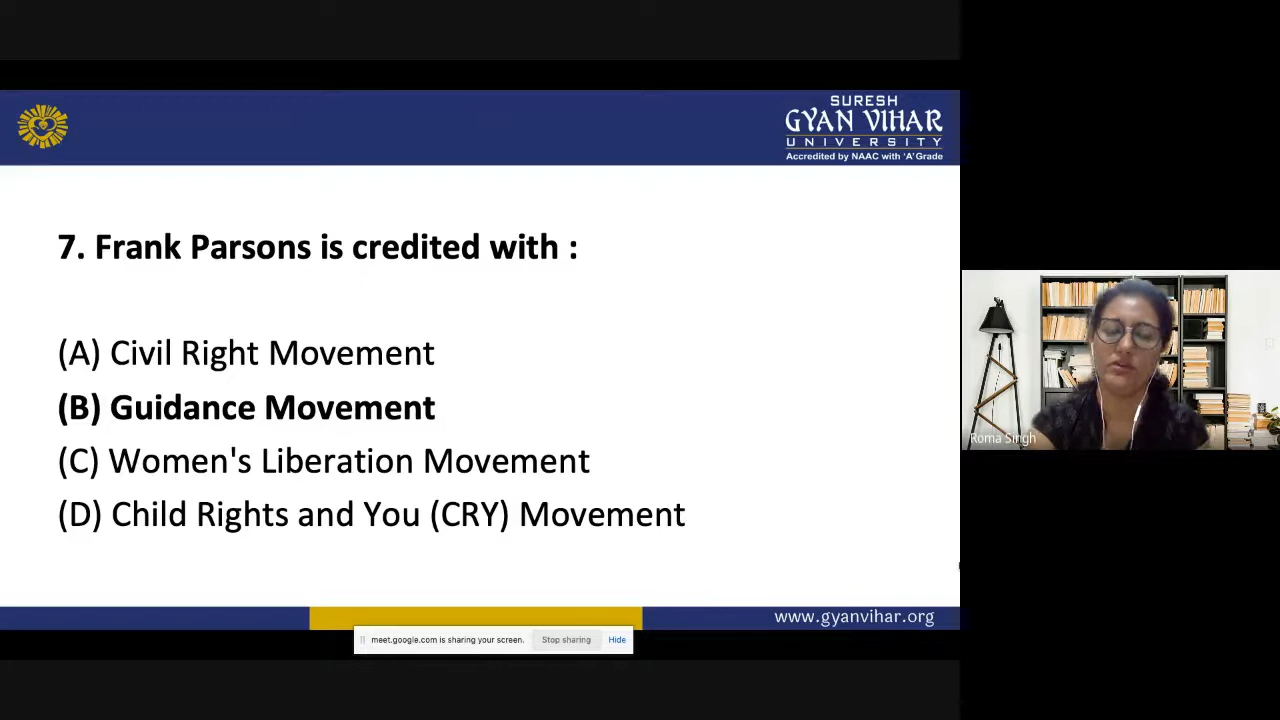 SURESH
GYAN VIHAR
UNIVERSITY
Accredited by NAAC with 'A' Grade
7. Frank Parsons is credited with :
(A) Civil Right Movement
(B) Guidance Movement
(C) Women's Liberation Movement
(D) Child Rights and You (CRY) Movement
Roma Singh
www.gyanvihar.org
meet.google.com is sharing your screen. Stop sharing Hide